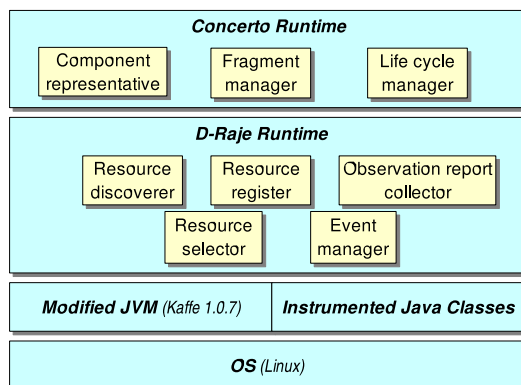 Concerto Runtime
Component
representative
Fragment
manager
Life cycle
manager
D-Raje Runtime
Resource
discoverer
Resource
register
Observation report
collector
Resource
selector
Event
manager
Modified JVM (Kaffe 1.0.7)
Instrumented Java Classes
OS (Linux)